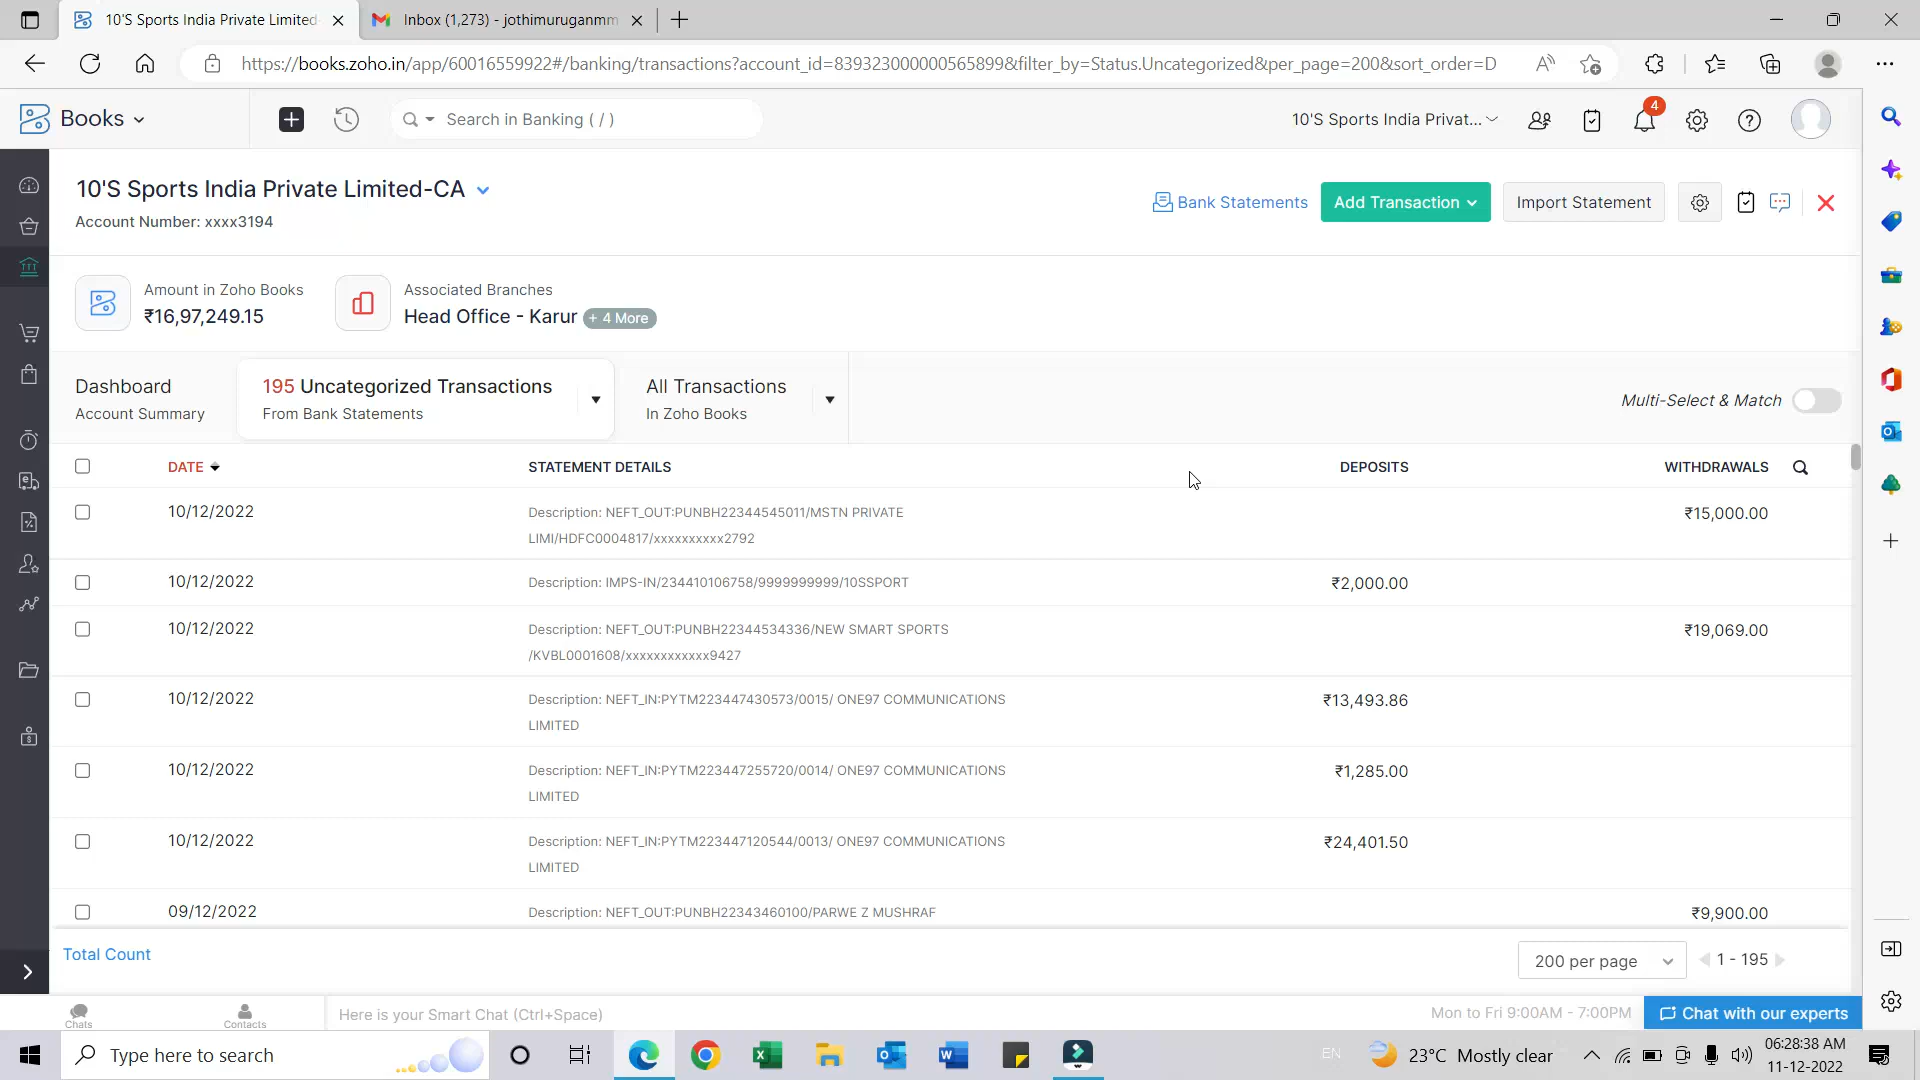 10'S Sports India Private Limited-
Inbox (1,273) - jothimuruganmm
https://books.zoho.in/app/60016559922#/banking/transactions?account_id=839323000000565899&filter_by=Status.Uncategorized&per_page=200&sort_order=D
Books
Search in Banking ( / )
10'S Sports India Privat...
4
10'S Sports India Private Limited-CA
Account Number: xxxx3194
Bank Statements
Add Transaction
Import Statement
Amount in Zoho Books
₹16,97,249.15
Associated Branches
Head Office - Karur + 4 More
Dashboard
Account Summary
195 Uncategorized Transactions
From Bank Statements
All Transactions
In Zoho Books
Multi-Select & Match
DATE STATEMENT DETAILS DEPOSITS WITHDRAWALS
10/12/2022 Description: NEFT_OUT:PUNBH22344545011/MSTN PRIVATE ₹15,000.00
LIMI/HDFC0004817/xxxxxxxxxx2792
10/12/2022 Description: IMPS-IN/234410106758/9999999999/10SSPORT ₹2,000.00
10/12/2022 Description: NEFT_OUT:PUNBH22344534336/NEW SMART SPORTS ₹19,069.00
/KVBL0001608/xxxxxxxxxxxx9427
10/12/2022 Description: NEFT_IN:PYTM223447430573/0015/ ONE97 COMMUNICATIONS ₹13,493.86
LIMITED
10/12/2022 Description: NEFT_IN:PYTM223447255720/0014/ ONE97 COMMUNICATIONS ₹1,285.00
LIMITED
10/12/2022 Description: NEFT_IN:PYTM223447120544/0013/ ONE97 COMMUNICATIONS ₹24,401.50
LIMITED
09/12/2022 Description: NEFT_OUT:PUNBH22343460100/PARWE Z MUSHRAF ₹9,900.00
Total Count
200 per page
1 - 195
Chats
Contacts
Here is your Smart Chat (Ctrl+Space)
Mon to Fri 9:00AM - 7:00PM
Chat with our experts
Type here to search
EN
23°C Mostly clear
06:28:38 AM
11-12-2022